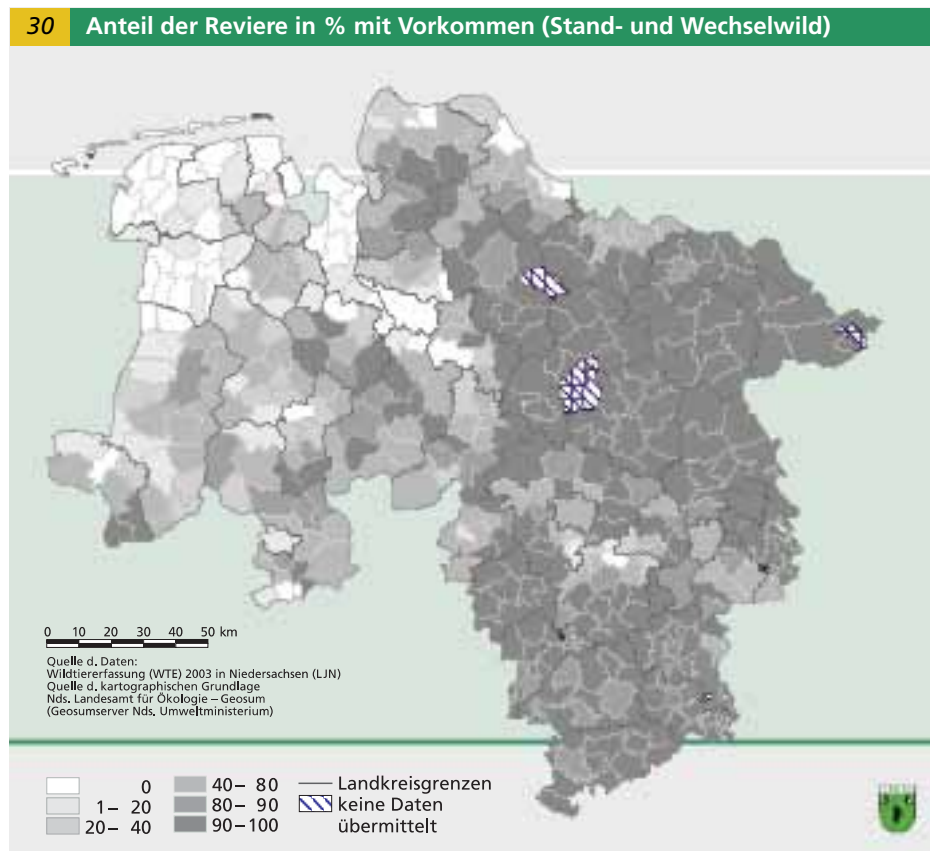 30 Anteil der Reviere in % mit Vorkommen (Stand- und Wechselwild)
0 10 20 30 40 50 km
Quelle d. Daten:
Wildtiererfassung (WTE) 2003 in Niedersachsen (LJN)
Quelle d. kartographischen Grundlage
Nds. Landesamt für Ökologie – Geosum
(Geosumserver Nds. Umweltministerium)
0
1– 20
20– 40
40– 80
80– 90
90–100
Landkreisgrenzen
keine Daten
übermittelt